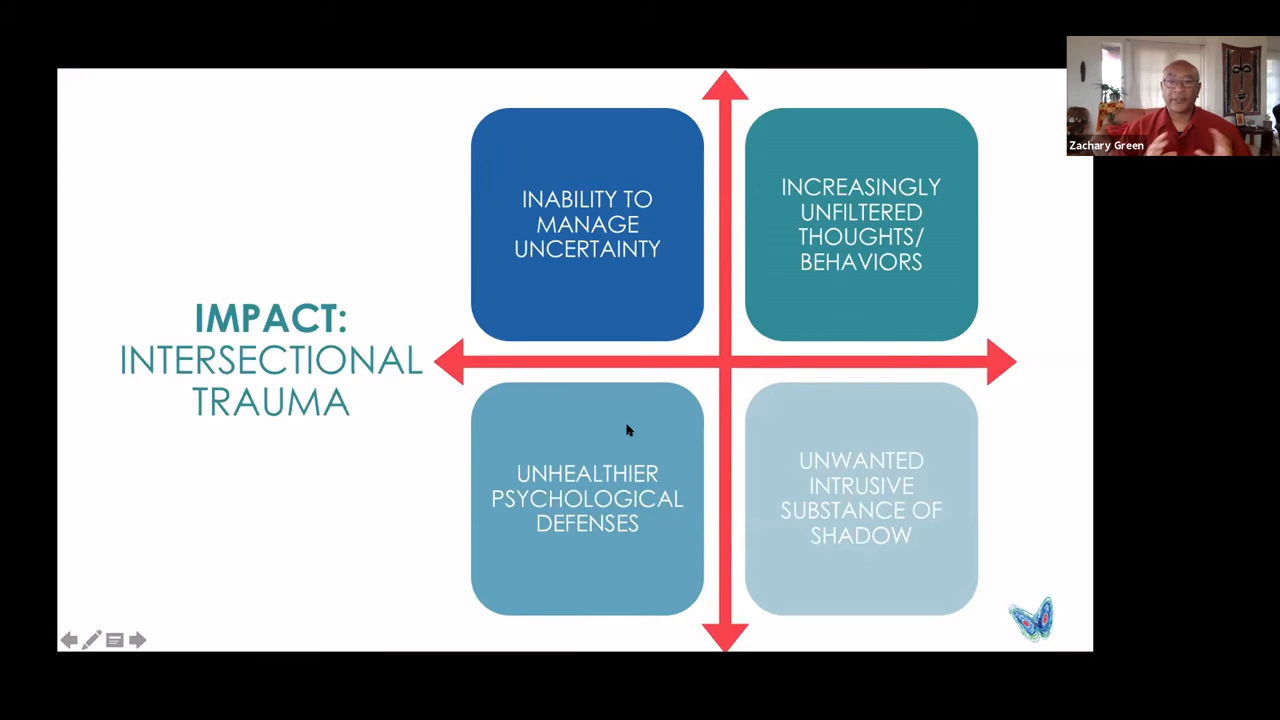 IMPACT:
INTERSECTIONAL
TRAUMA
INABILITY TO
MANAGE
UNCERTAINTY
INCREASINGLY
UNFILTERED
THOUGHTS/
BEHAVIORS
UNHEALTHIER
PSYCHOLOGICAL
DEFENSES
UNWANTED
INTRUSIVE
SUBSTANCE OF
SHADOW
Zachary Green